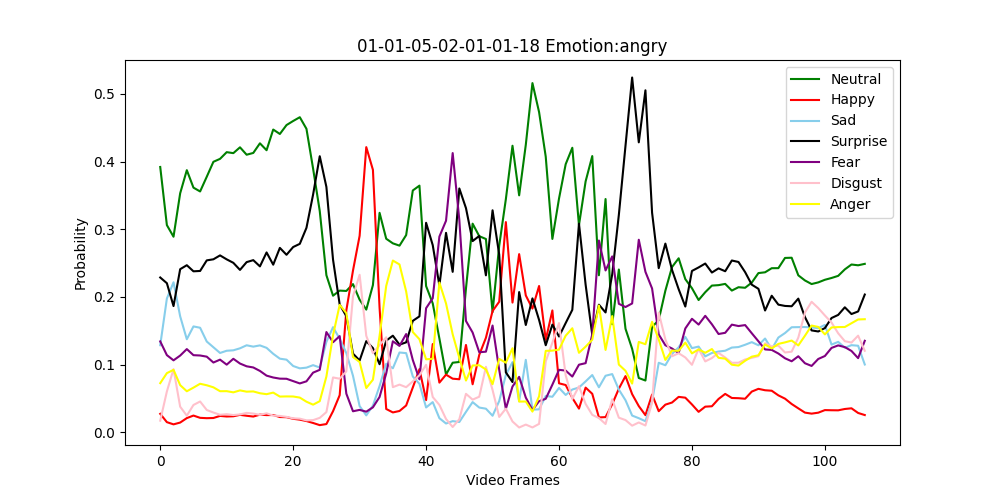 01-01-05-02-01-01-18 Emotion:angry
Neutral
Happy
Sad
Surprise
Fear
Disgust
Anger
Probability
0.5
0.4
0.3
0.2
0.1
0.0
0 20 40 60 80 100
Video Frames